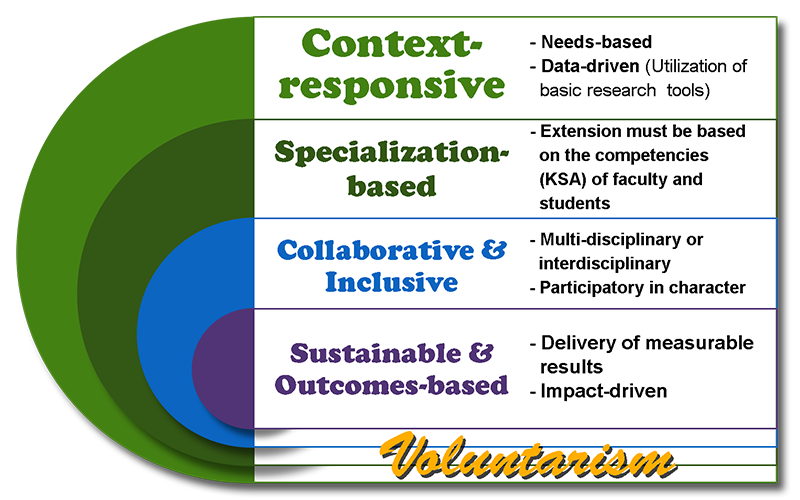 Context-
responsive
- Needs-based
- Data-driven (Utilization of
basic research tools)
Specialization-
based
- Extension must be based
on the competencies
(KSA) of faculty and
students
Collaborative &
Inclusive
- Multi-disciplinary or
interdisciplinary
- Participatory in character
Sustainable &
Outcomes-based
- Delivery of measurable
results
- Impact-driven
Voluntarism